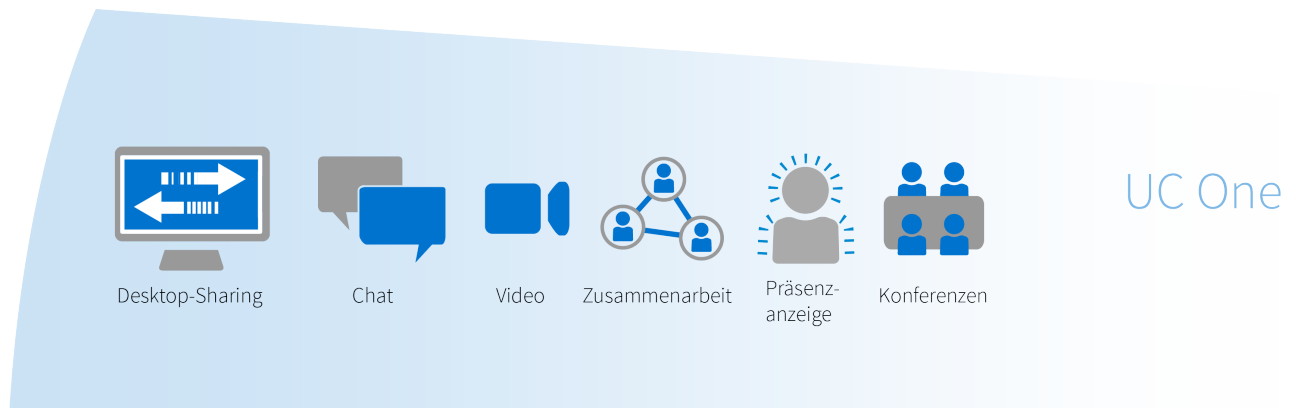 UC One
Desktop-Sharing
Chat
Video
Zusammenarbeit
Präsenz-
anzeige
Konferenzen